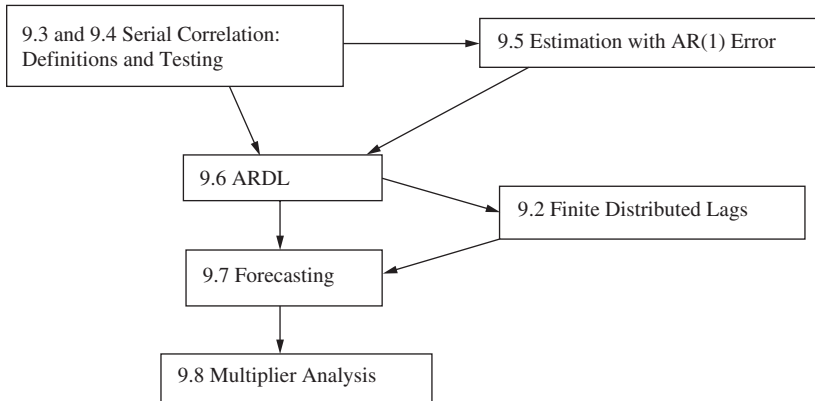 9.3 and 9.4 Serial Correlation:
Definitions and Testing
9.5 Estimation with AR(1) Error
9.6 ARDL
9.2 Finite Distributed Lags
9.7 Forecasting
9.8 Multiplier Analysis